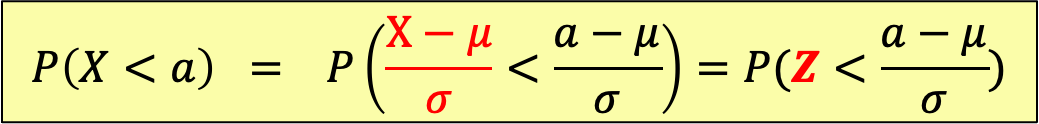 P(X < a) = P((X − μ)/σ < (a − μ)/σ) = P(Z < (a − μ)/σ)